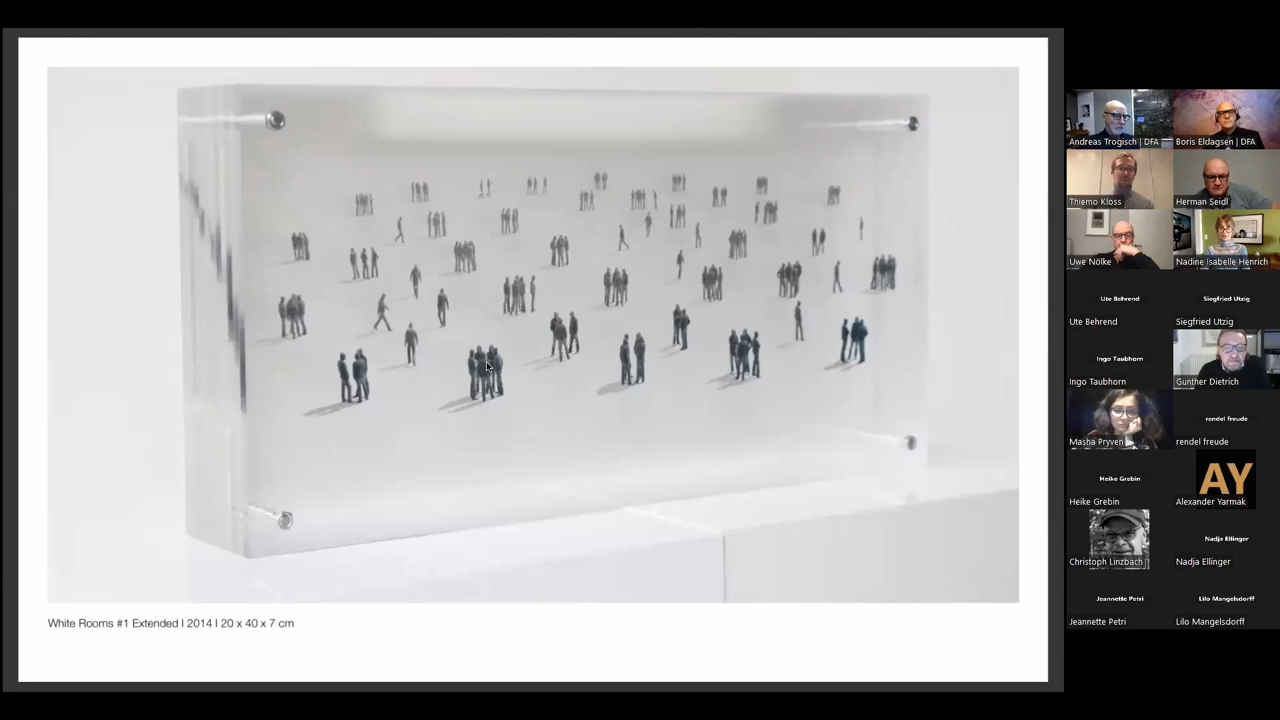 White Rooms #1 Extended I 2014 I 20 x 40 x 7 cm
Andreas Trogisch | DFA
Boris Eldagsen | DFA
Thiemo Kloss
Herman Seidl
Uwe Nölke
Nadine Isabelle Henrich
Ute Behrend
Siegfried Utzig
Ute Behrend
Siegfried Utzig
Ingo Taubhorn
Ingo Taubhorn
Gunther Dietrich
rendel freude
Masha Pryven
rendel freude
Heike Grebin
AY
Heike Grebin
Alexander Yarmak
Nadja Ellinger
Christoph Linzbach
Nadja Ellinger
Jeannette Petri
Lilo Mangelsdorff
Jeannette Petri
Lilo Mangelsdorff